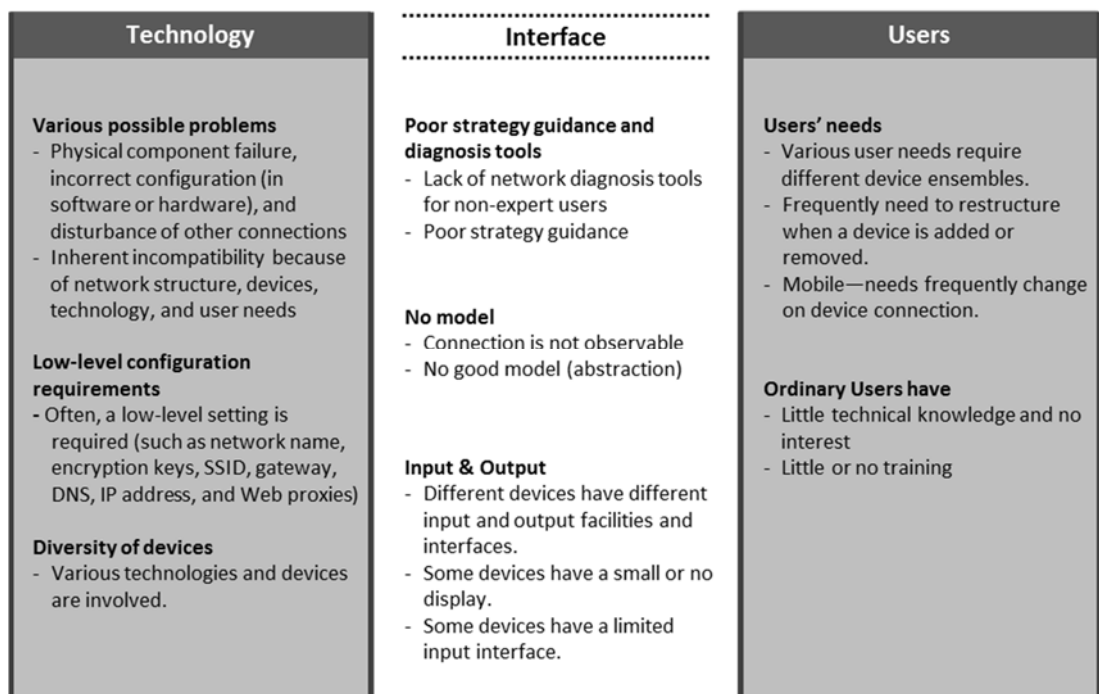 Technology
Various possible problems
- Physical component failure,
incorrect configuration (in
software or hardware), and
disturbance of other connections
- Inherent incompatibility because
of network structure, devices,
technology, and user needs
Low-level configuration
requirements
- Often, a low-level setting is
required (such as network name,
encryption keys, SSID, gateway,
DNS, IP address, and Web proxies)
Diversity of devices
- Various technologies and devices
are involved.
Interface
Poor strategy guidance and
diagnosis tools
- Lack of network diagnosis tools
for non-expert users
- Poor strategy guidance
No model
- Connection is not observable
- No good model (abstraction)
Input & Output
- Different devices have different
input and output facilities and
interfaces.
- Some devices have a small or no
display.
- Some devices have a limited
input interface.
Users
Users' needs
- Various user needs require
different device ensembles.
- Frequently need to restructure
when a device is added or
removed.
- Mobile—needs frequently change
on device connection.
Ordinary Users have
- Little technical knowledge and no
interest
- Little or no training